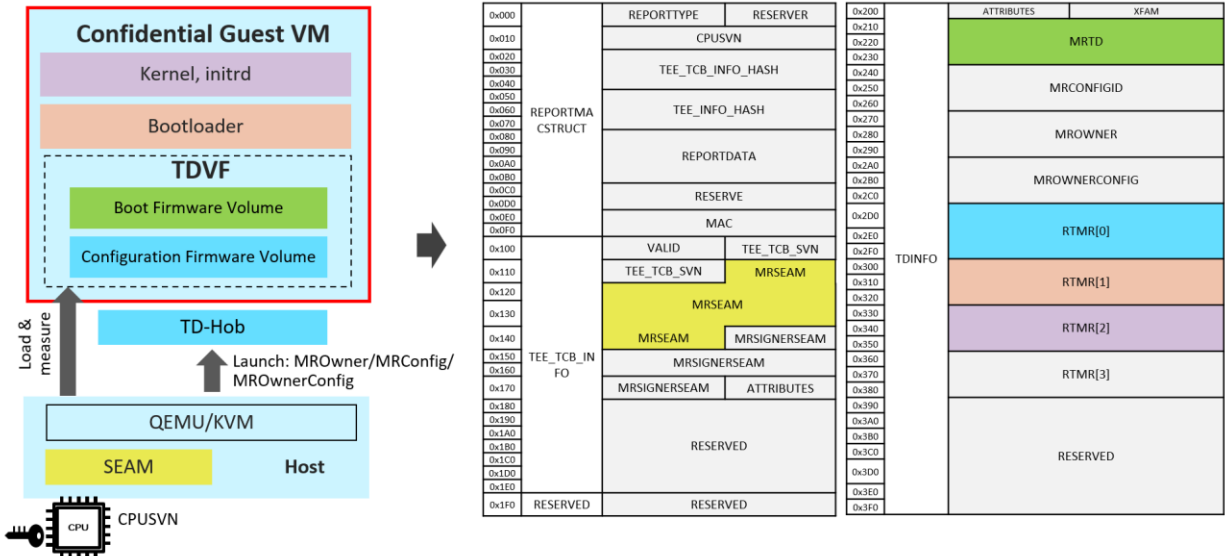 Confidential Guest VM
Kernel, initrd
Bootloader
TDVF
Boot Firmware Volume
Configuration Firmware Volume
Load &
measure
TD-Hob
Launch: MROwner/MRConfig/
MROwnerConfig
QEMU/KVM
SEAM
Host
CPU
CPUSVN
0x000
REPORTTYPE
RESERVER
0x010
CPUSVN
0x020
0x030
TEE_TCB_INFO_HASH
0x040
0x050
0x060
TEE_INFO_HASH
0x070
REPORTMA
CSTRUCT
0x080
0x090
REPORTDATA
0x0A0
0x0B0
0x0C0
RESERVE
0x0D0
0x0E0
MAC
0x0F0
0x100
VALID
TEE_TCB_SVN
0x110
TEE_TCB_SVN
MRSEAM
0x120
MRSEAM
0x130
0x140
MRSEAM
MRSIGNERSEAM
TEE_TCB_IN
FO
0x150
MRSIGNERSEAM
0x160
0x170
MRSIGNERSEAM
ATTRIBUTES
0x180
0x190
0x1A0
RESERVED
0x1B0
0x1C0
0x1D0
0x1E0
0x1F0
RESERVED
RESERVED
0x200
ATTRIBUTES
XFAM
0x210
0x220
MRTD
0x230
0x240
0x250
MRCONFIGID
0x260
0x270
0x280
MROWNER
0x290
0x2A0
0x2B0
MROWNERCONFIG
0x2C0
0x2D0
RTMR[0]
0x2E0
0x2F0
TDINFO
0x300
0x310
RTMR[1]
0x320
0x330
0x340
RTMR[2]
0x350
0x360
0x370
RTMR[3]
0x380
0x390
0x3A0
0x3B0
0x3C0
RESERVED
0x3D0
0x3E0
0x3F0